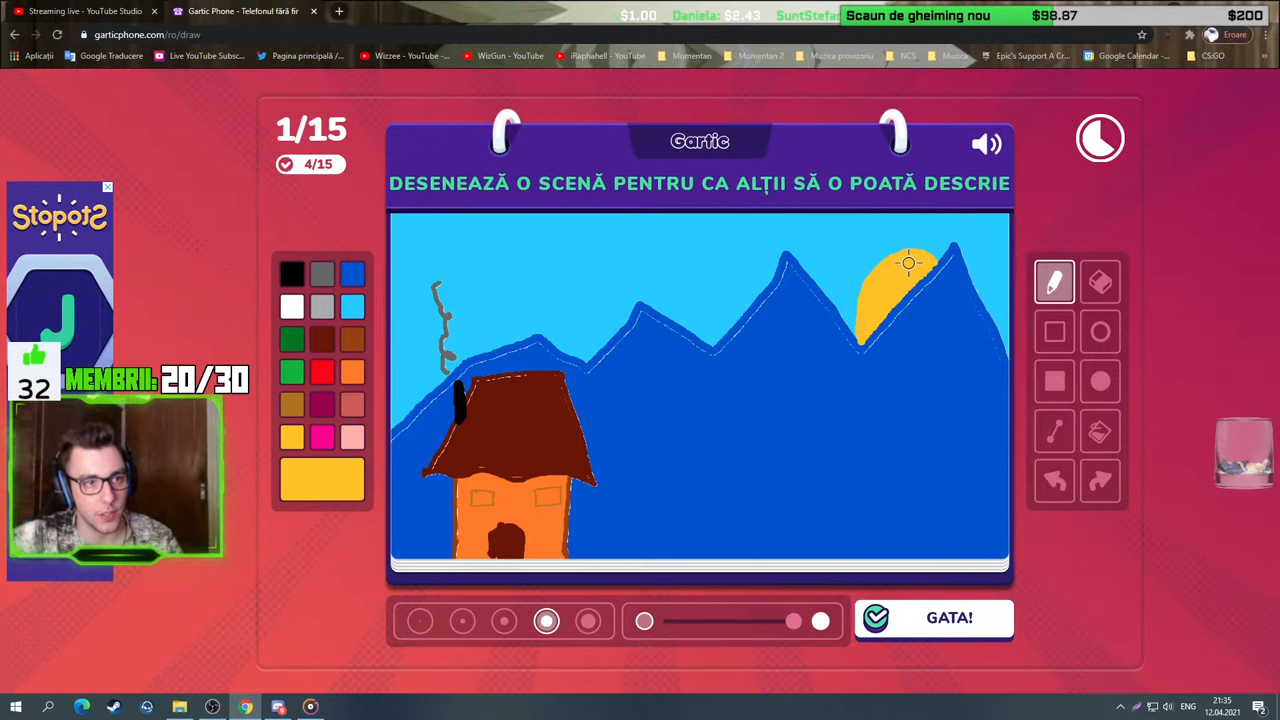 Streaming live - YouTube Studio
Gartic Phone - Telefonul fără fir
$1.00 Daniela: $2.43 SuntStefa
Scaun de gheiming nou $98.87 $200
garticphone.com/ro/draw
Eroare
Aplicații
Google Traducere
Live YouTube Subsc...
Pagina principală /...
Wizzee - YouTube -...
WizGun - YouTube
iRaphahell - YouTube
Momentan
Momentan 2
Muzica provizoriu
NCS
Muzica
Epic's Support A Cr...
Google Calendar -...
CS:GO
1/15
4/15
Gartic
DESENEAZĂ O SCENĂ PENTRU CA ALȚII SĂ O POATĂ DESCRIE
StopotS
J
32
MEMBRII: 20/30
GATA!
ENG
21:35
12.04.2021
2